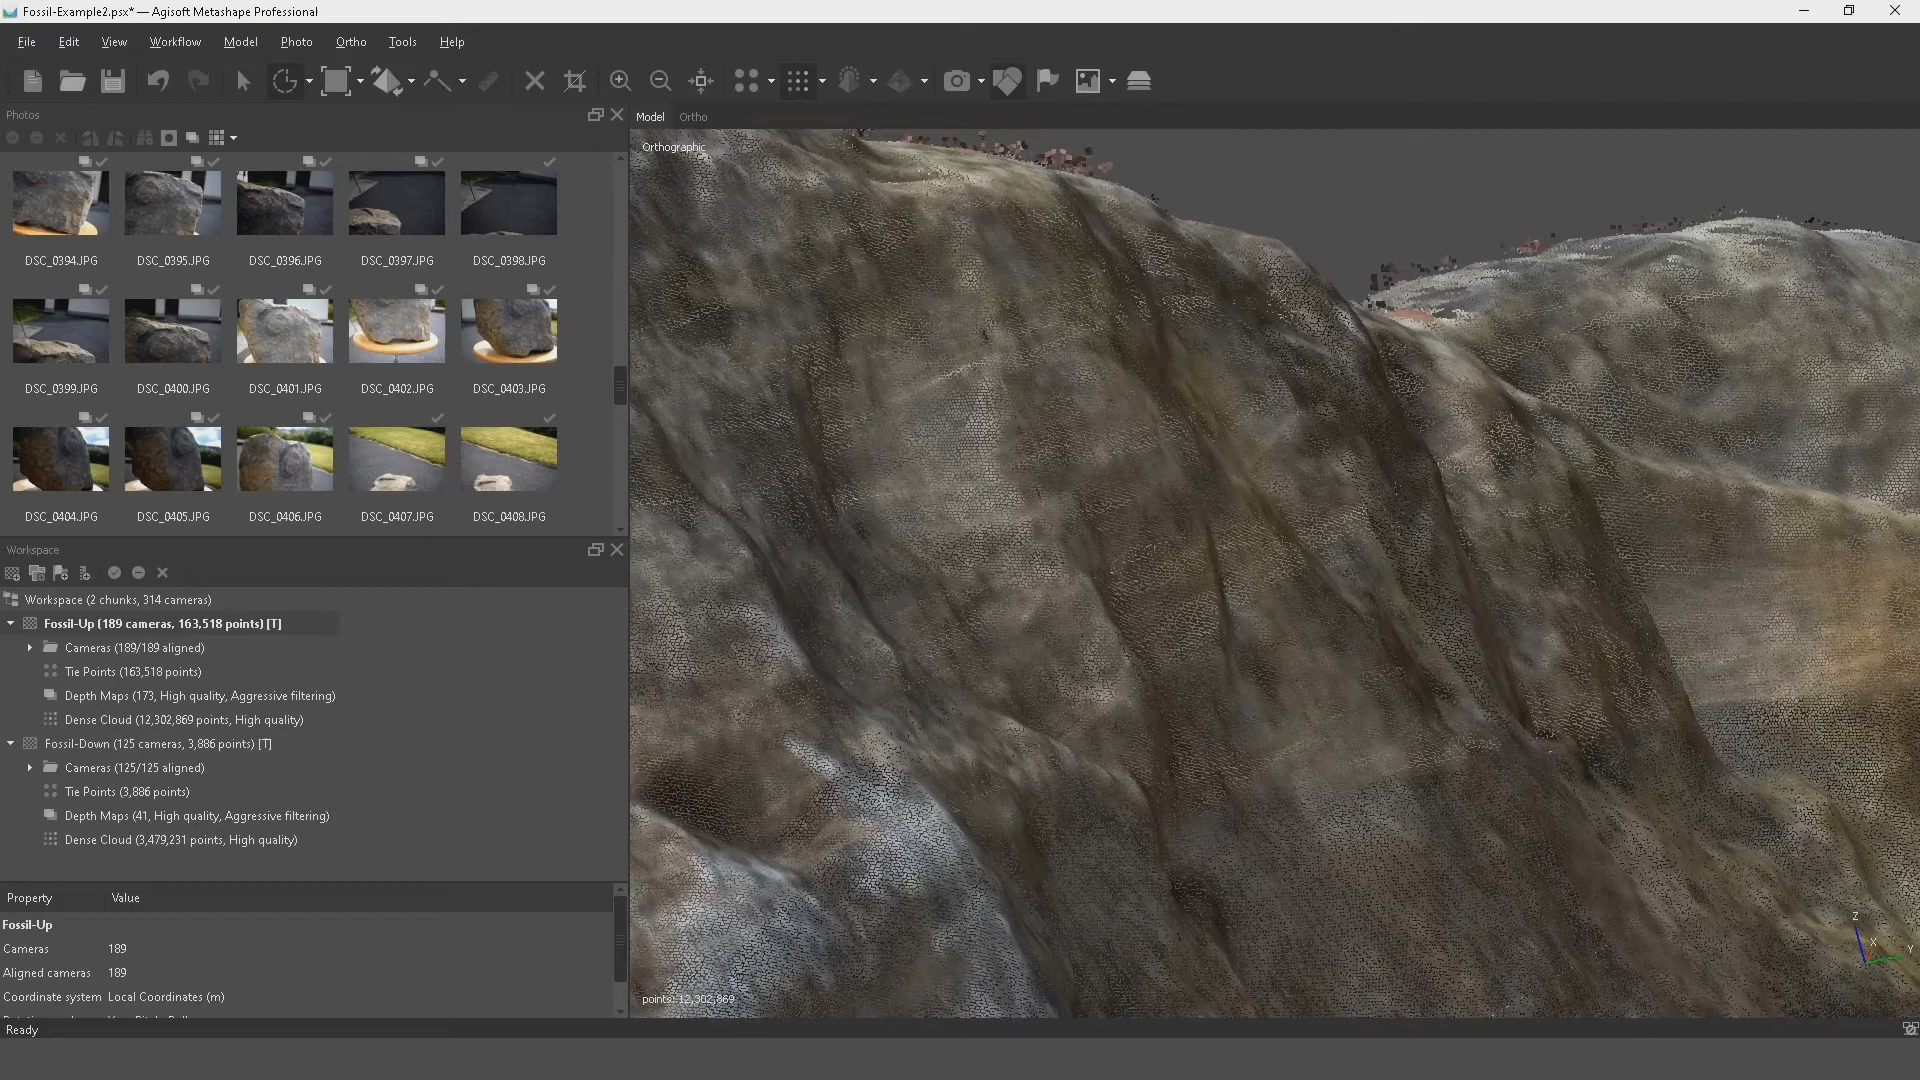 Fossil-Example2.psx* — Agisoft Metashape Professional
File Edit View Workflow Model Photo Ortho Tools Help
Photos
Model Ortho
Orthographic
DSC_0394.JPG DSC_0395.JPG DSC_0396.JPG DSC_0397.JPG DSC_0398.JPG
DSC_0399.JPG DSC_0400.JPG DSC_0401.JPG DSC_0402.JPG DSC_0403.JPG
DSC_0404.JPG DSC_0405.JPG DSC_0406.JPG DSC_0407.JPG DSC_0408.JPG
Workspace
Workspace (2 chunks, 314 cameras)
Fossil-Up (189 cameras, 163,518 points) [T]
Cameras (189/189 aligned)
Tie Points (163,518 points)
Depth Maps (173, High quality, Aggressive filtering)
Dense Cloud (12,302,869 points, High quality)
Fossil-Down (125 cameras, 3,886 points) [T]
Cameras (125/125 aligned)
Tie Points (3,886 points)
Depth Maps (41, High quality, Aggressive filtering)
Dense Cloud (3,479,231 points, High quality)
Property Value
Fossil-Up
Cameras 189
Aligned cameras 189
Coordinate system Local Coordinates (m)
points: 12,302,869
Z
X
Y
Ready